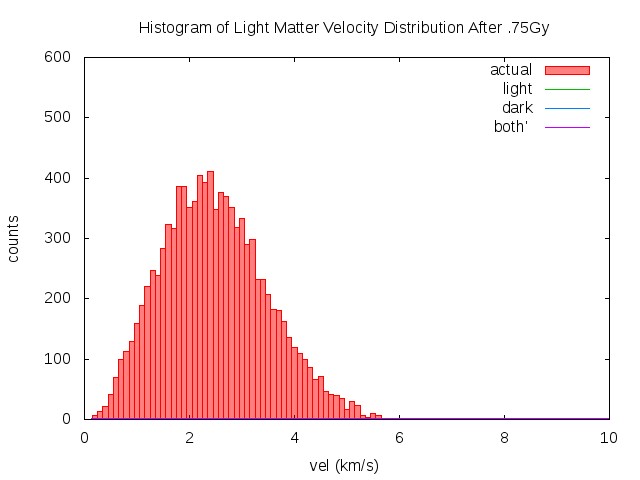 Histogram of Light Matter Velocity Distribution After .75Gy
600
500
400
300
200
100
0
counts
actual
light
dark
both'
0 2 4 6 8 10
vel (km/s)